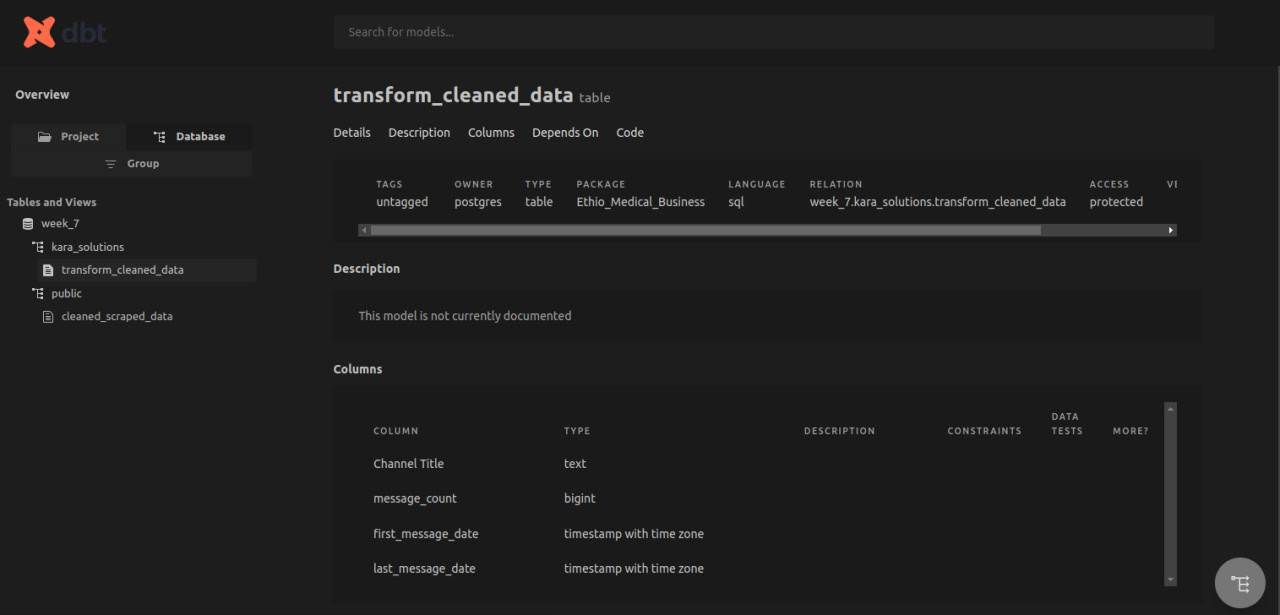 dbt
Search for models...
Overview
Project
Database
Group
Tables and Views
week_7
kara_solutions
transform_cleaned_data
public
cleaned_scraped_data
transform_cleaned_data table
Details Description Columns Depends On Code
TAGS OWNER TYPE PACKAGE LANGUAGE RELATION ACCESS VE
untagged postgres table Ethio_Medical_Business sql week_7.kara_solutions.transform_cleaned_data protected
Description
This model is not currently documented
Columns
COLUMN TYPE DESCRIPTION CONSTRAINTS DATA TESTS MORE?
Channel Title text
message_count bigint
first_message_date timestamp with time zone
last_message_date timestamp with time zone